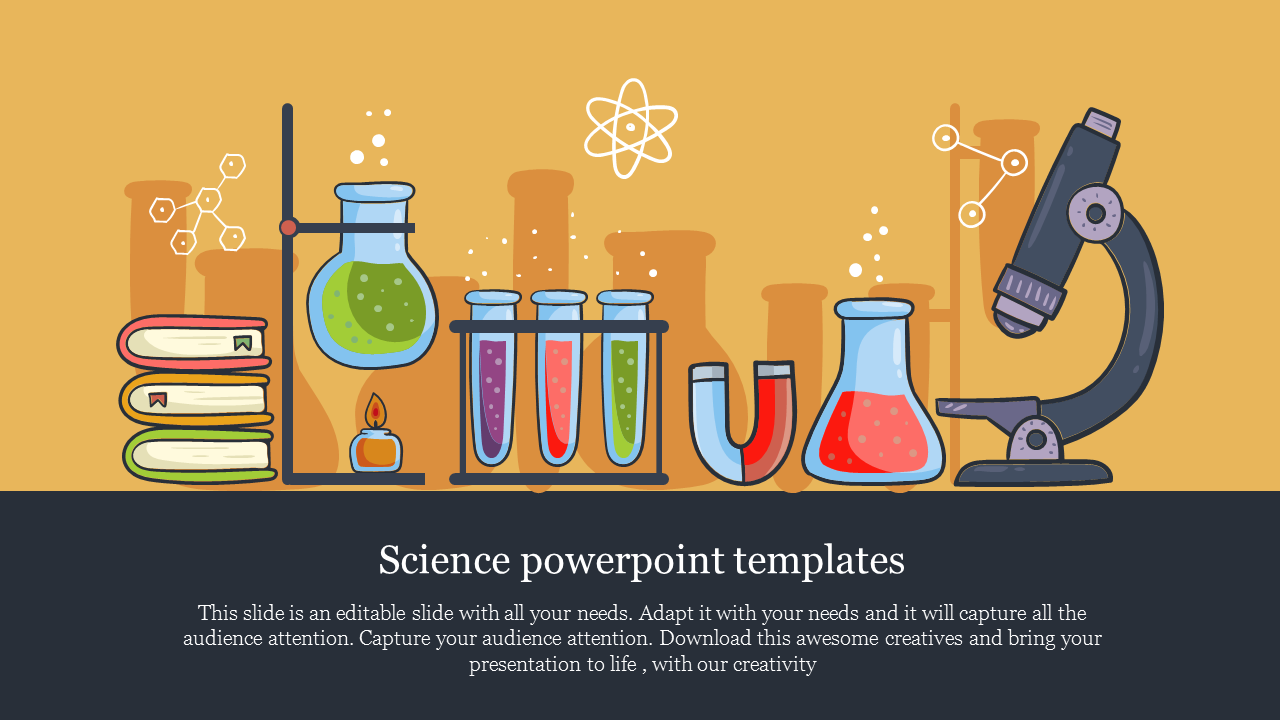 Science powerpoint templates
This slide is an editable slide with all your needs. Adapt it with your needs and it will capture all the
audience attention. Capture your audience attention. Download this awesome creatives and bring your
presentation to life , with our creativity